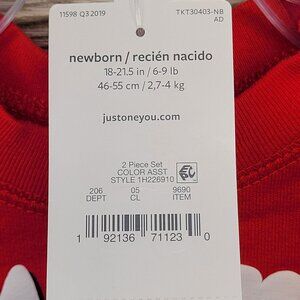 11598 Q3 2019
TKT30403-NB
AD
newborn / recién nacido
18-21.5 in / 6-9 lb
46-55 cm / 2,7-4 kg
justoneyou.com
2 Piece Set
COLOR ASST
STYLE 1H226910
206 05 9690
DEPT CL ITEM
1 92136 71123 0